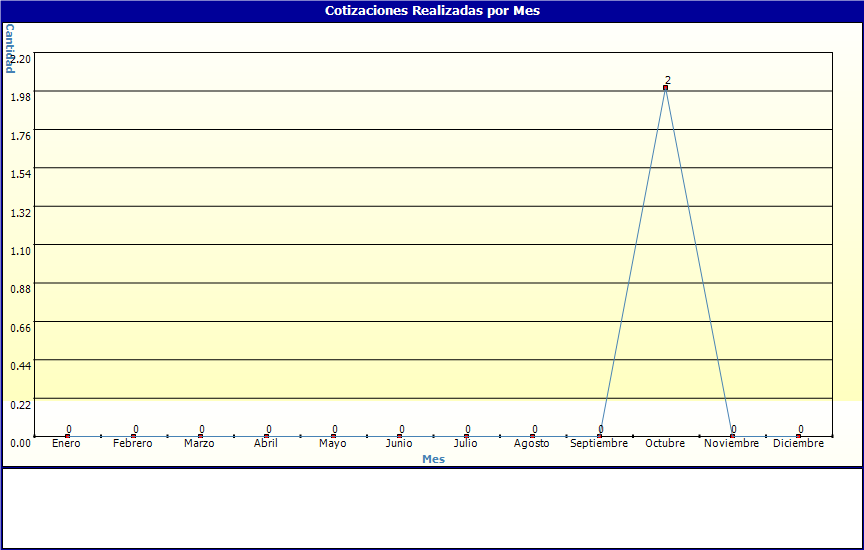 Cotizaciones Realizadas por Mes
Cantidad
2.20
1.98
1.76
1.54
1.32
1.10
0.88
0.66
0.44
0.22
0.00
0 0 0 0 0 0 0 0 0 2 0 0
Enero Febrero Marzo Abril Mayo Junio Julio Agosto Septiembre Octubre Noviembre Diciembre
Mes